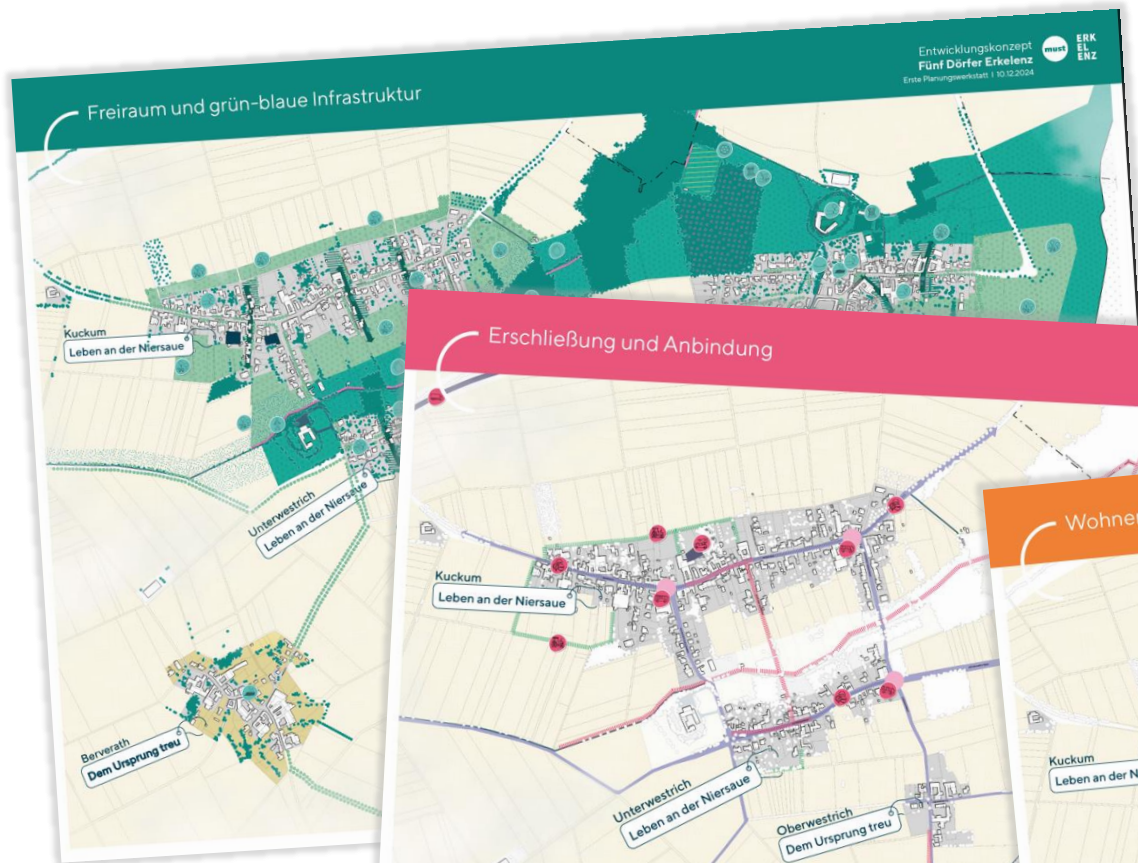 Freiraum und grün-blaue Infrastruktur
Entwicklungskonzept
Fünf Dörfer Erkelenz
Erste Planungswerkstatt | 10.12.2024
must
ERK
EL
ENZ
Kuckum
Leben an der Niersaue
Unterwestrich
Leben an der Niersaue
Berverath
Dem Ursprung treu
Erschließung und Anbindung
Kuckum
Leben an der Niersaue
Unterwestrich
Leben an der Niersaue
Oberwestrich
Dem Ursprung treu
Wohnen
Kuckum
Leben an der N